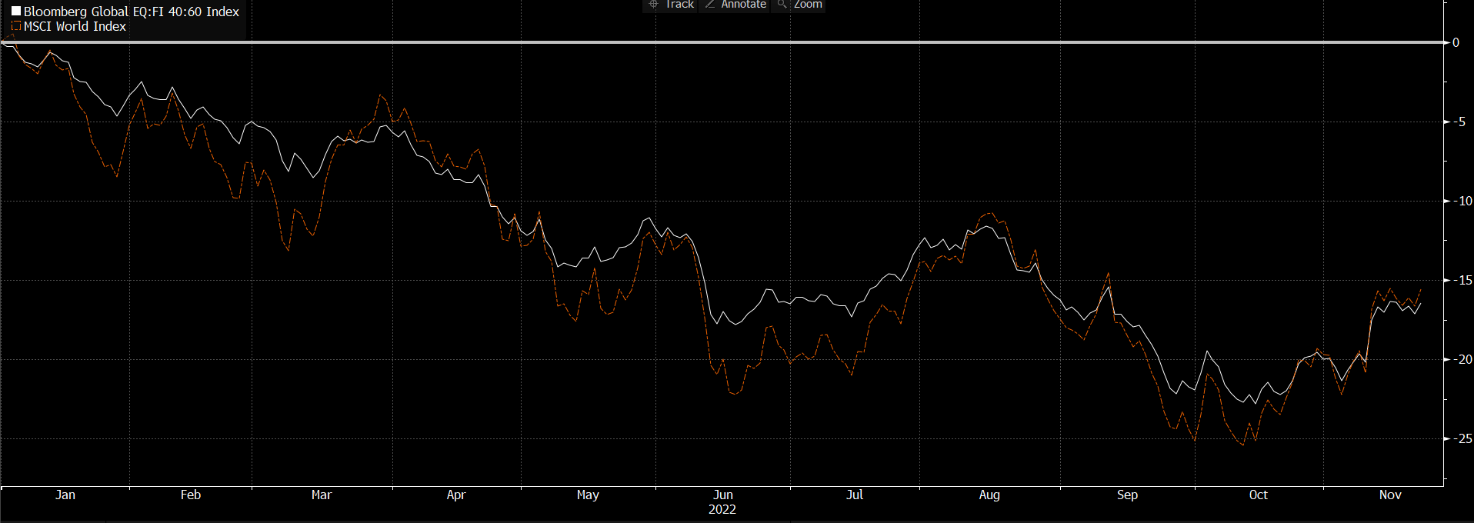 Track Annotate Zoom
Bloomberg Global EQ:FI 40:60 Index
MSCI World Index
0
-5
-10
-15
-20
-25
Jan Feb Mar Apr May Jun Jul Aug Sep Oct Nov
2022